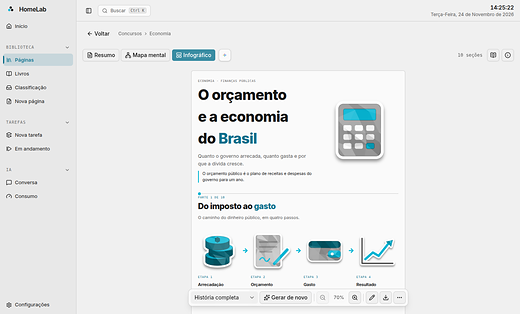 HomeLab
Buscar
Ctrl K
14:25:22
Terça-Feira, 24 de Novembro de 2026
Início
BIBLIOTECA
Páginas
Livros
Classificação
Nova página
TAREFAS
Nova tarefa
Em andamento
IA
Conversa
Consumo
Configurações
Voltar
Concursos > Economia
Resumo
Mapa mental
Infográfico
10 seções
ECONOMIA · FINANÇAS PÚBLICAS
O orçamento
e a economia
do Brasil
Quanto o governo arrecada, quanto gasta e por
que a dívida cresce.
O orçamento público é o plano de receitas e despesas do
governo para um ano.
Do imposto ao gasto
O caminho do dinheiro público, em quatro passos.
ETAPA 1
Arrecadação
ETAPA 2
Orçamento
ETAPA 3
Gasto
ETAPA 4
Resultado
História completa
Gerar de novo
70%